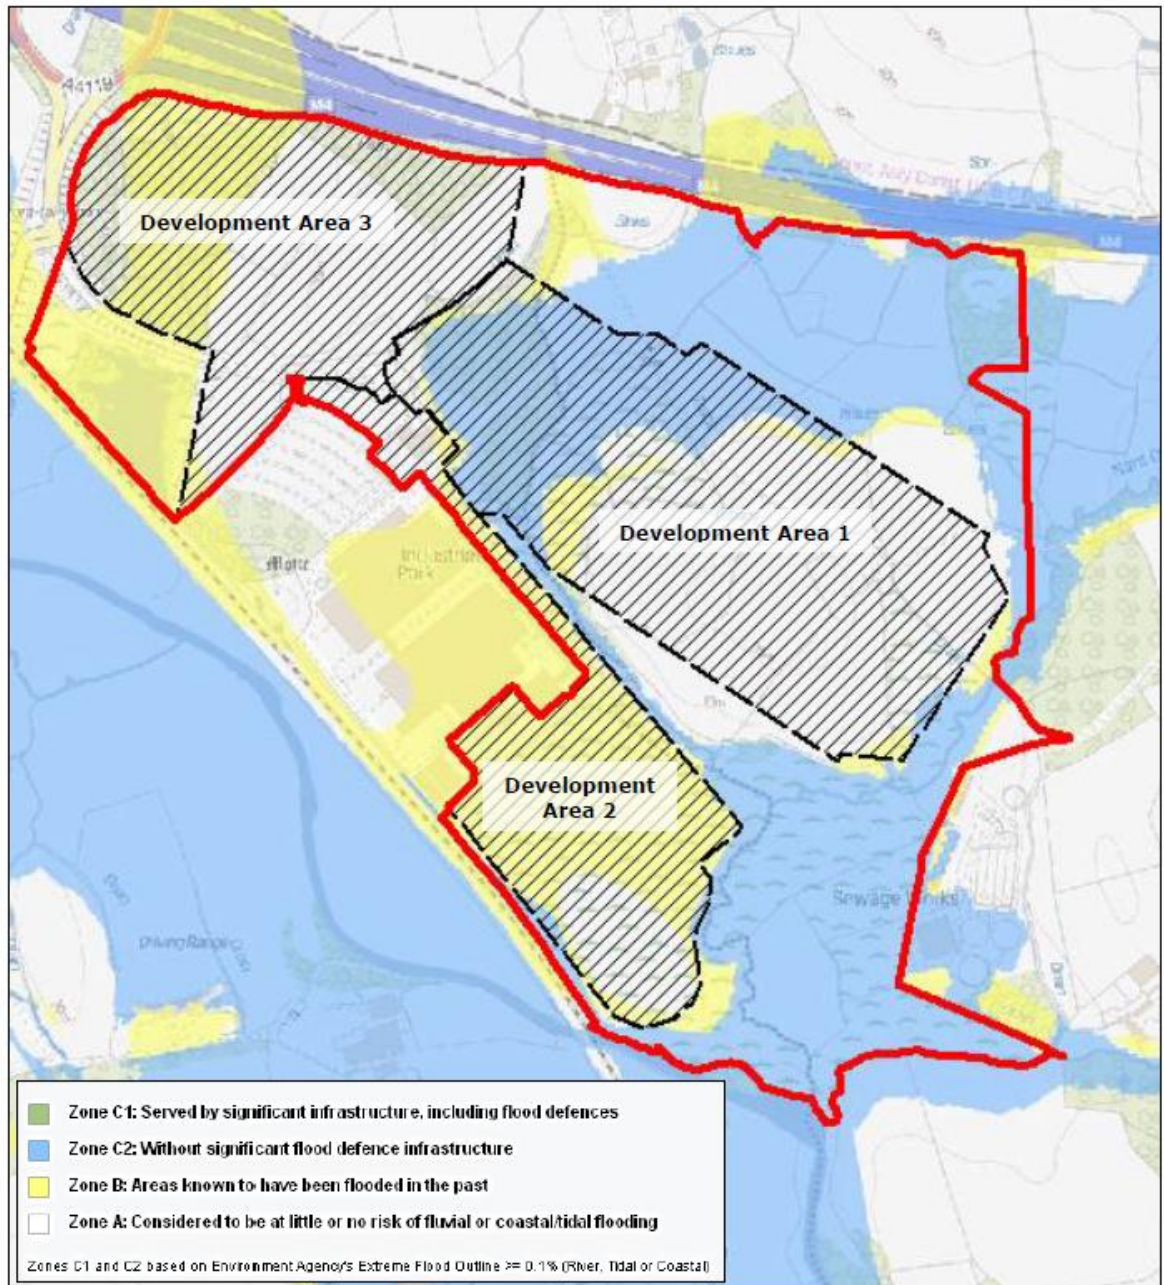 A4119
M4
Development Area 3
Development Area 1
Motte
Industrial
Park
Development
Area 2
Sewage Works
Driving Range
Drain
Zone C1: Served by significant infrastructure, including flood defences
Zone C2: Without significant flood defence infrastructure
Zone B: Areas known to have been flooded in the past
Zone A: Considered to be at little or no risk of fluvial or coastal/tidal flooding
Zones C1 and C2 based on Environment Agency's Extreme Flood Outline >= 0.1% (River, Tidal or Coastal)